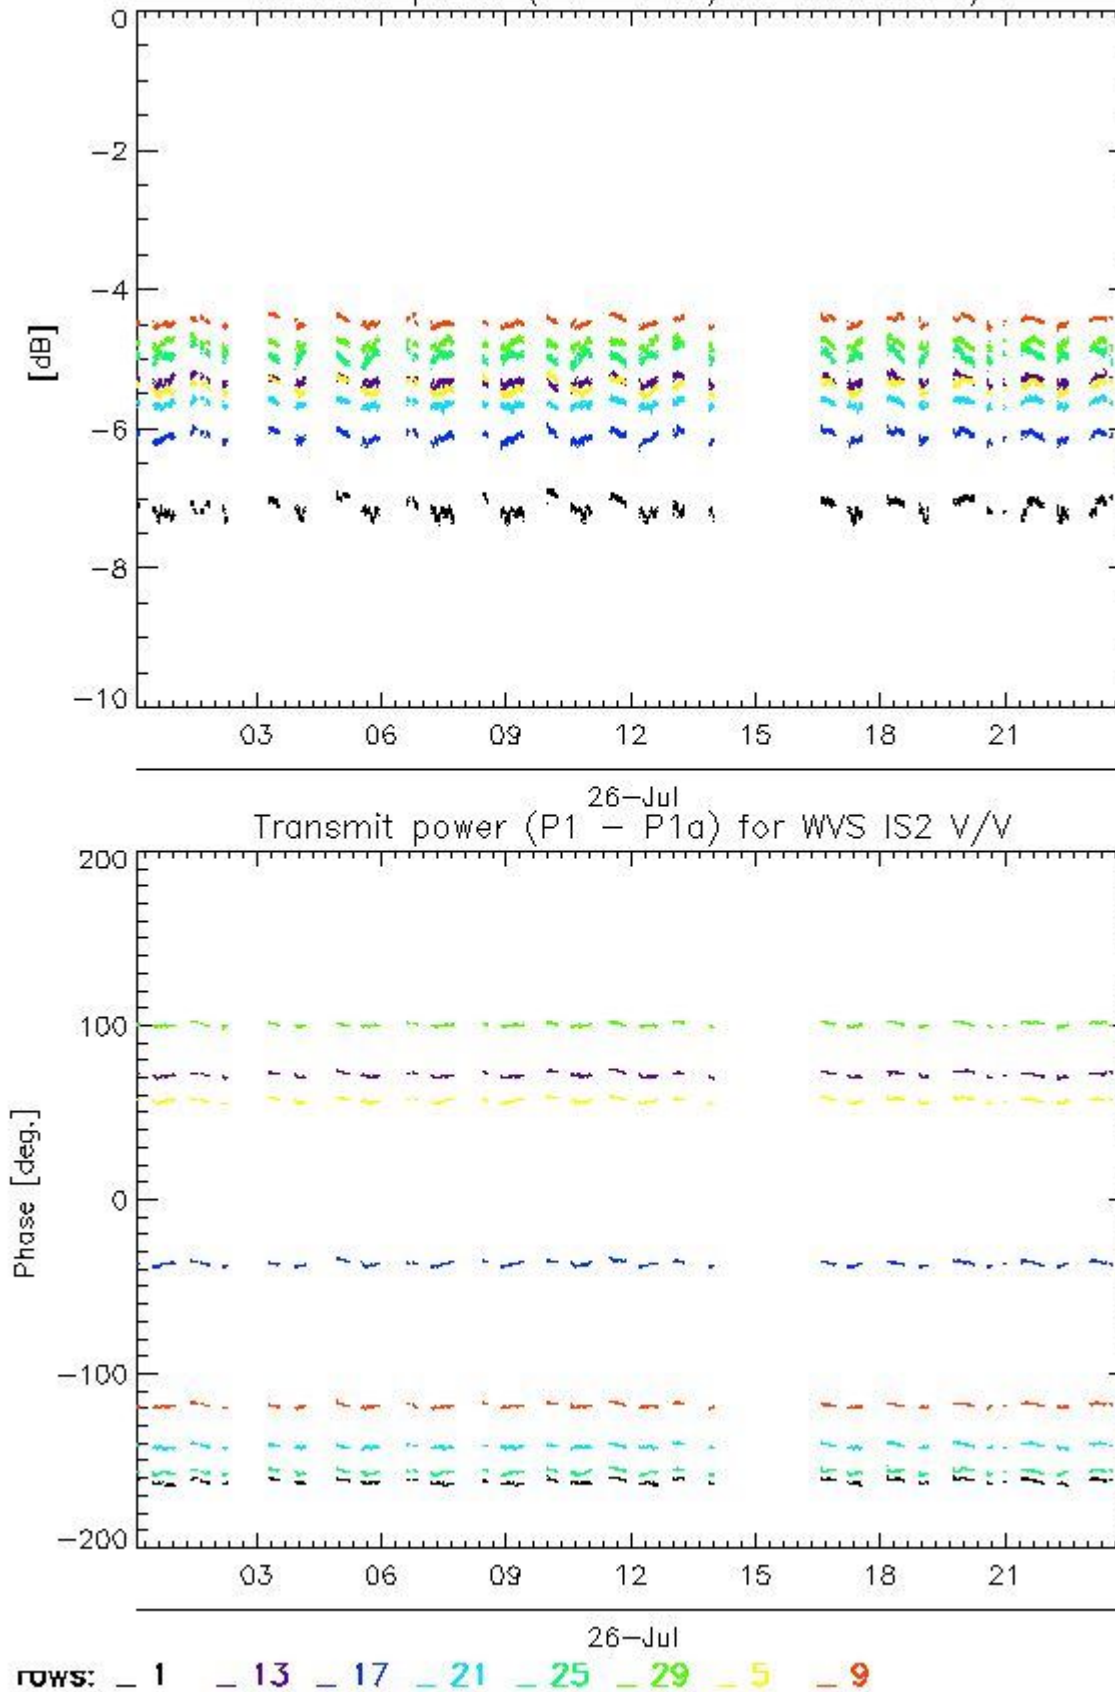 0
-2
-4
[dB]
-6
-8
-10
03 06 09 12 15 18 21
26-Jul
Transmit power (P1 - P1a) for WVS IS2 V/V
200
100
Phase [deg.]
0
-100
-200
03 06 09 12 15 18 21
26-Jul
rows: _ 1 _ 13 _ 17 _ 21 _ 25 _ 29 _ 5 _ 9